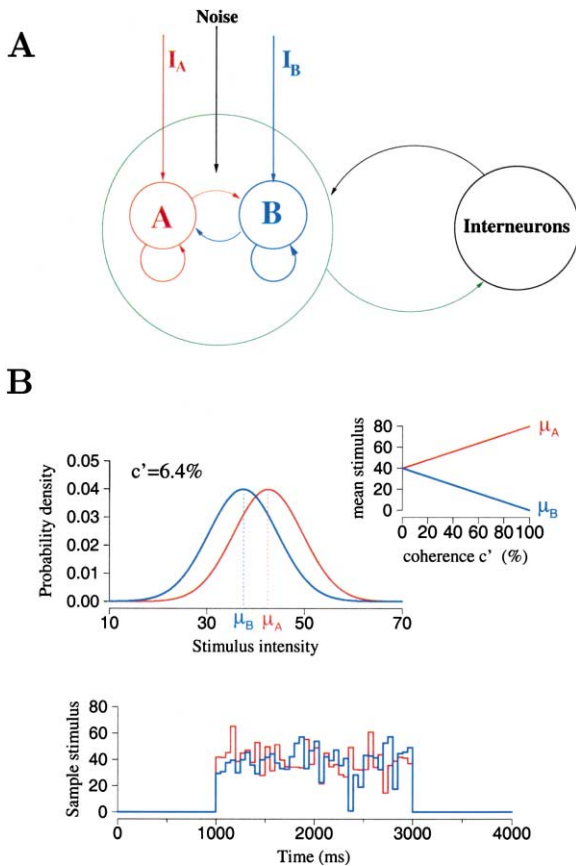 A
Noise
I_A
I_B
A
B
Interneurons
B
c'=6.4%
Probability density
0.05
0.04
0.03
0.02
0.01
0.00
10
30
50
70
μ_B
μ_A
Stimulus intensity
mean stimulus
80
60
40
20
0
0 20 40 60 80 100
μ_A
μ_B
coherence c' (%)
Sample stimulus
80
60
40
20
0
0
1000
2000
3000
4000
Time (ms)